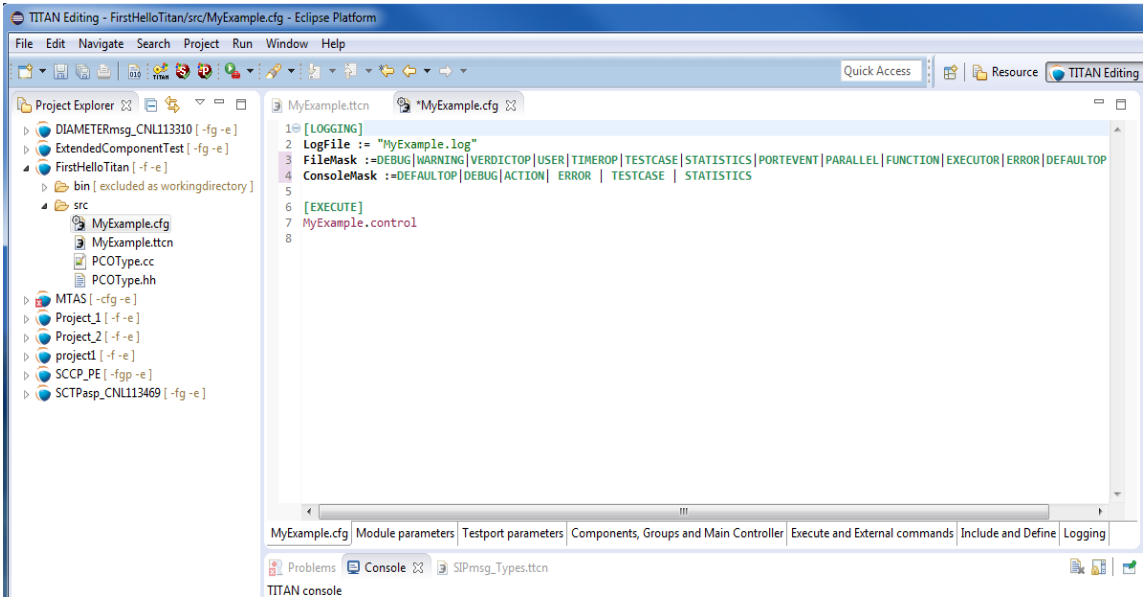 TITAN Editing - FirstHelloTitan/src/MyExample.cfg - Eclipse Platform
File Edit Navigate Search Project Run Window Help
Quick Access Resource TITAN Editing
Project Explorer
DIAMETERmsg_CNL113310 [ -fg -e ]
ExtendedComponentTest [ -fg -e ]
FirstHelloTitan [ -f -e ]
bin [ excluded as workingdirectory ]
src
MyExample.cfg
MyExample.ttcn
PCOType.cc
PCOType.hh
MTAS [ -cfg -e ]
Project_1 [ -f -e ]
Project_2 [ -f -e ]
project1 [ -f -e ]
SCCP_PE [ -fgp -e ]
SCTPasp_CNL113469 [ -fg -e ]
MyExample.ttcn *MyExample.cfg
1 [LOGGING]
2 LogFile := "MyExample.log"
3 FileMask :=DEBUG|WARNING|VERDICTOP|USER|TIMEROP|TESTCASE|STATISTICS|PORTEVENT|PARALLEL|FUNCTION|EXECUTOR|ERROR|DEFAULTOP
4 ConsoleMask :=DEFAULTOP|DEBUG|ACTION| ERROR | TESTCASE | STATISTICS
5
6 [EXECUTE]
7 MyExample.control
8
MyExample.cfg Module parameters Testport parameters Components, Groups and Main Controller Execute and External commands Include and Define Logging
Problems Console SIPmsg_Types.ttcn
TITAN console